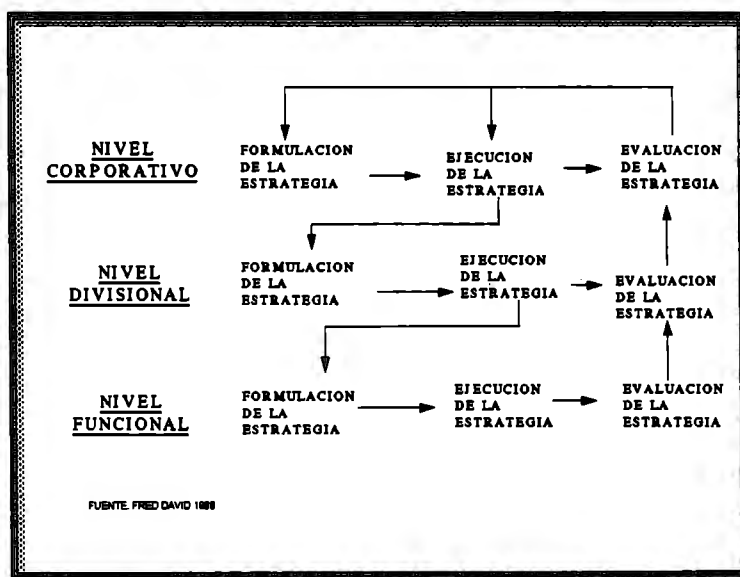 NIVEL
CORPORATIVO
FORMULACION
DE LA
ESTRATEGIA
EJECUCION
DE LA
ESTRATEGIA
EVALUACION
DE LA
ESTRATEGIA
NIVEL
DIVISIONAL
FORMULACION
DE LA
ESTRATEGIA
EJECUCION
DE LA
ESTRATEGIA
EVALUACION
DE LA
ESTRATEGIA
NIVEL
FUNCIONAL
FORMULACION
DE LA
ESTRATEGIA
EJECUCION
DE LA
ESTRATEGIA
EVALUACION
DE LA
ESTRATEGIA
FUENTE. FRED DAVID